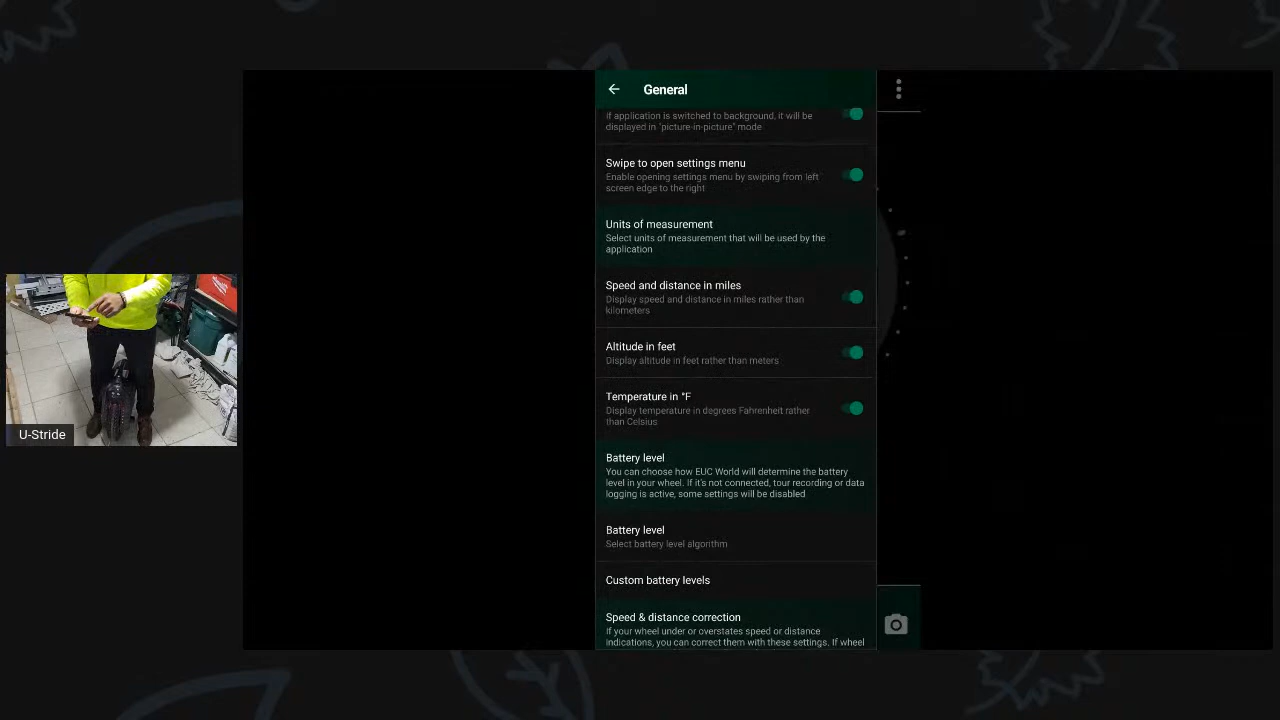 General
If application is switched to background, it will be
displayed in "picture-in-picture" mode
Swipe to open settings menu
Enable opening settings menu by swiping from left
screen edge to the right
Units of measurement
Select units of measurement that will be used by the
application
Speed and distance in miles
Display speed and distance in miles rather than
kilometers
Altitude in feet
Display altitude in feet rather than meters
Temperature in °F
Display temperature in degrees Fahrenheit rather
than Celsius
Battery level
You can choose how EUC World will determine the battery
level in your wheel. If it's not connected, tour recording or data
logging is active, some settings will be disabled
Battery level
Select battery level algorithm
Custom battery levels
Speed & distance correction
If your wheel under or overstates speed or distance
indications, you can correct them with these settings. If wheel
U-Stride